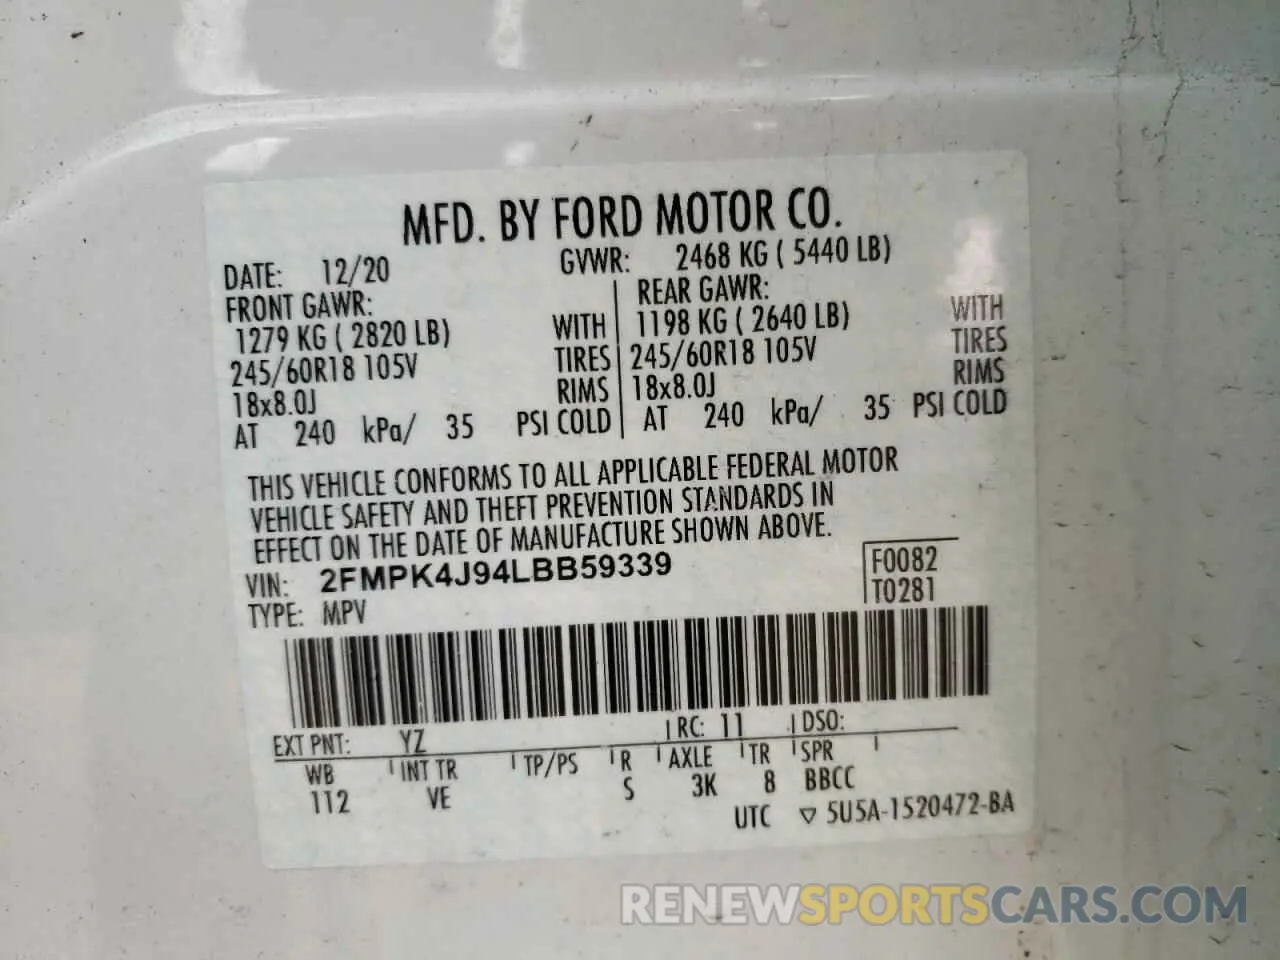 MFD. BY FORD MOTOR CO.
DATE: 12/20 GVWR: 2468 KG ( 5440 LB)
FRONT GAWR: REAR GAWR:
1279 KG ( 2820 LB) WITH 1198 KG ( 2640 LB) WITH
245/60R18 105V TIRES 245/60R18 105V TIRES
18x8.0J RIMS 18x8.0J RIMS
AT 240 kPa/ 35 PSI COLD AT 240 kPa/ 35 PSI COLD
THIS VEHICLE CONFORMS TO ALL APPLICABLE FEDERAL MOTOR
VEHICLE SAFETY AND THEFT PREVENTION STANDARDS IN
EFFECT ON THE DATE OF MANUFACTURE SHOWN ABOVE.
VIN: 2FMPK4J94LBB59339 F0082
TYPE: MPV T0281
EXT PNT: YZ RC: 11 DSO:
WB INT TR TP/PS R AXLE TR SPR
112 VE S 3K 8 BBCC
UTC ▽ 5U5A-1520472-BA
RENEWSPORTSCARS.COM